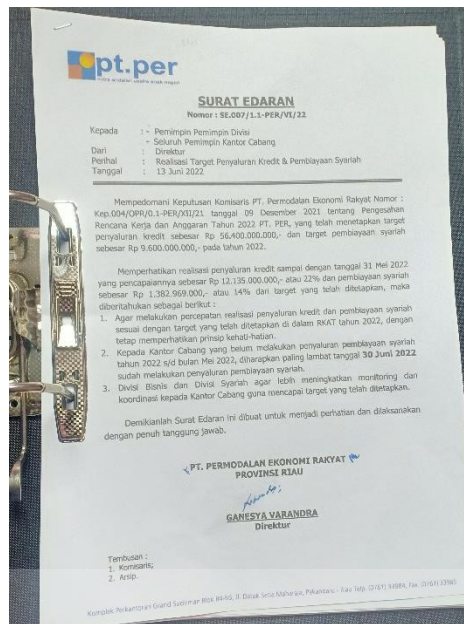 pt.per
SURAT EDARAN
Nomor : SE.007/1.1-PER/VI/22
Kepada : - Pemimpin Pemimpin Divisi
- Seluruh Pemimpin Kantor Cabang
Dari : Direktur
Perihal : Realisasi Target Penyaluran Kredit & Pembiayaan Syariah
Tanggal : 13 Juni 2022
Mempedomani Keputusan Komisaris PT. Permodalan Ekonomi Rakyat Nomor :
Kep.004/OPR/0.1-PER/XII/21 tanggal 09 Desember 2021 tentang Pengesahan
Rencana Kerja dan Anggaran Tahun 2022 PT. PER, yang telah menetapkan target
penyaluran kredit sebesar Rp 56.400.000.000,- dan target pembiayaan syariah
sebesar Rp 9.600.000.000,- pada tahun 2022.
Memperhatikan realisasi penyaluran kredit sampai dengan tanggal 31 Mei 2022
yang pencapaiannya sebesar Rp 12.135.000.000,- atau 22% dan pembiayaan syariah
sebesar Rp 1.382.969.000,- atau 14% dari target yang telah ditetapkan, maka
diberitahukan sebagai berikut :
1. Agar melakukan percepatan realisasi penyaluran kredit dan pembiayaan syariah
sesuai dengan target yang telah ditetapkan di dalam RKAT tahun 2022, dengan
tetap memperhatikan prinsip kehati-hatian.
2. Kepada Kantor Cabang yang belum melakukan penyaluran pembiayaan syariah
tahun 2022 s/d bulan Mei 2022, diharapkan paling lambat tanggal 30 Juni 2022
sudah melakukan penyaluran pembiayaan syariah.
3. Divisi Bisnis dan Divisi Syariah agar lebih meningkatkan monitoring dan
koordinasi kepada Kantor Cabang guna mencapai target yang telah ditetapkan.
Demikianlah Surat Edaran ini dibuat untuk menjadi perhatian dan dilaksanakan
dengan penuh tanggung jawab.
PT. PERMODALAN EKONOMI RAKYAT
PROVINSI RIAU
GANESYA VARANDRA
Direktur
Tembusan :
1. Komisaris;
2. Arsip.
Komplek Perkantoran Grand Sudirman Blok